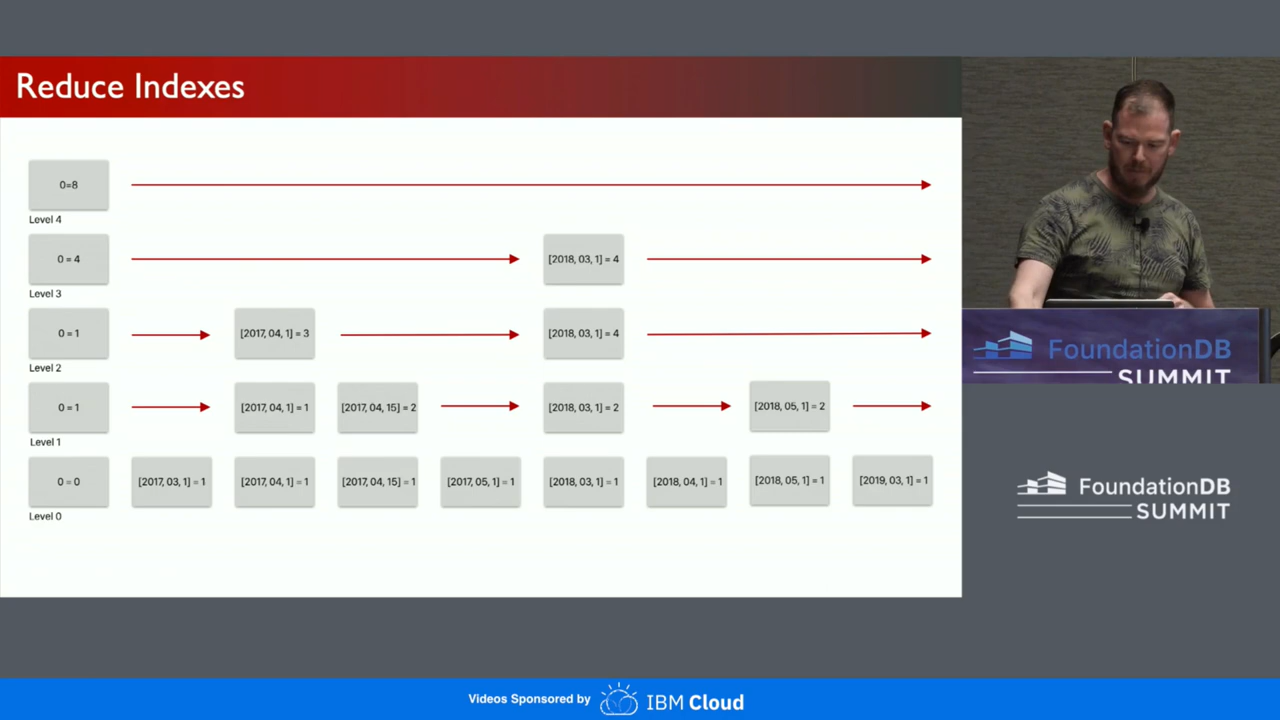 Reduce Indexes
0=8
Level 4
0 = 4
[2018, 03, 1] = 4
Level 3
0 = 1
[2017, 04, 1] = 3
[2018, 03, 1] = 4
Level 2
0 = 1
[2017, 04, 1] = 1
[2017, 04, 15] = 2
[2018, 03, 1] = 2
[2018, 05, 1] = 2
Level 1
0 = 0
[2017, 03, 1] = 1
[2017, 04, 1] = 1
[2017, 04, 15] = 1
[2017, 05, 1] = 1
[2018, 03, 1] = 1
[2018, 04, 1] = 1
[2018, 05, 1] = 1
[2019, 03, 1] = 1
Level 0
FoundationDB
SUMMIT
FoundationDB
SUMMIT
Videos Sponsored by
IBM Cloud